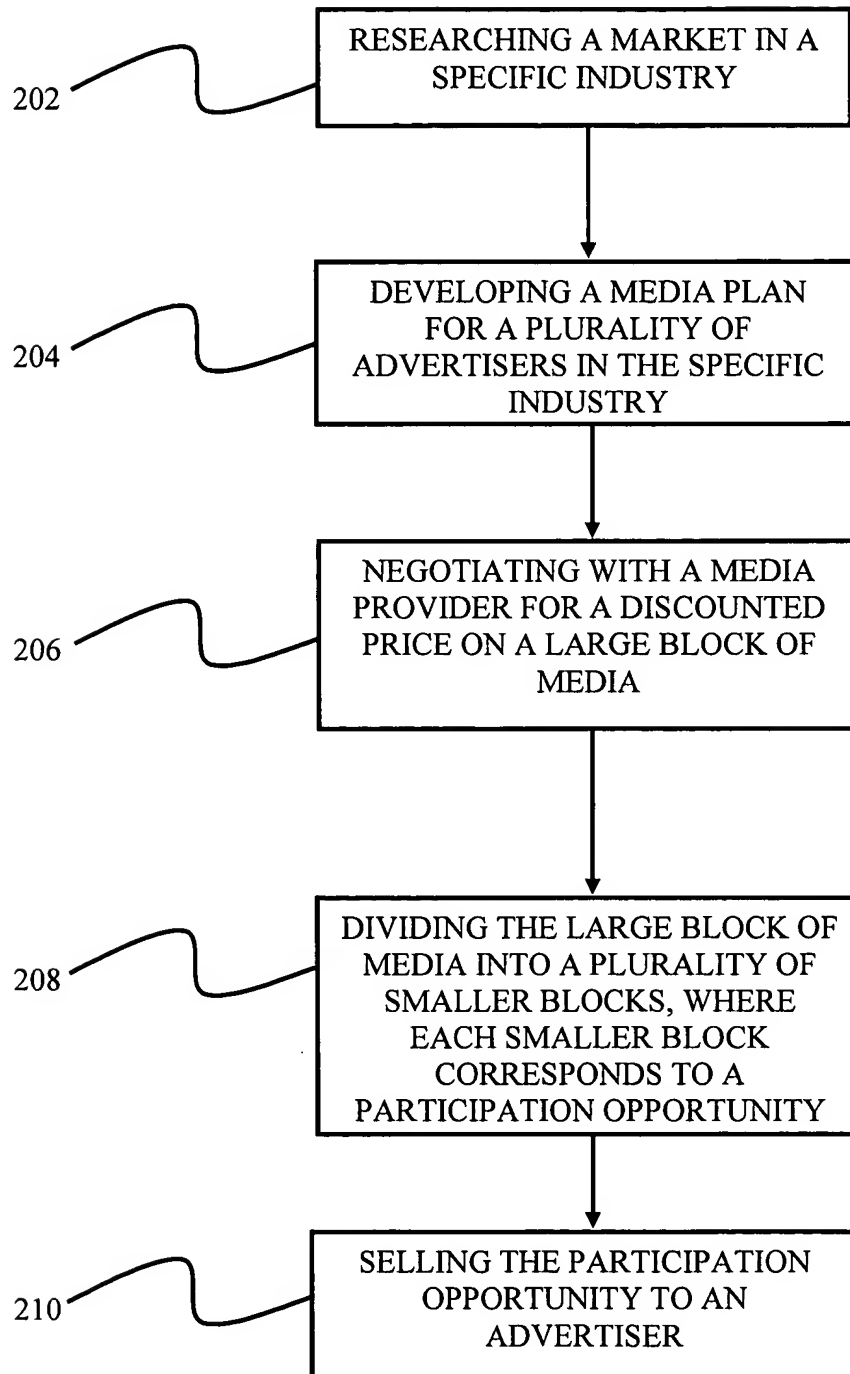 RESEARCHING A MARKET IN A
SPECIFIC INDUSTRY
202
DEVELOPING A MEDIA PLAN
FOR A PLURALITY OF
ADVERTISERS IN THE SPECIFIC
INDUSTRY
204
NEGOTIATING WITH A MEDIA
PROVIDER FOR A DISCOUNTED
PRICE ON A LARGE BLOCK OF
MEDIA
206
DIVIDING THE LARGE BLOCK OF
MEDIA INTO A PLURALITY OF
SMALLER BLOCKS, WHERE
EACH SMALLER BLOCK
CORRESPONDS TO A
PARTICIPATION OPPORTUNITY
208
SELLING THE PARTICIPATION
OPPORTUNITY TO AN
ADVERTISER
210